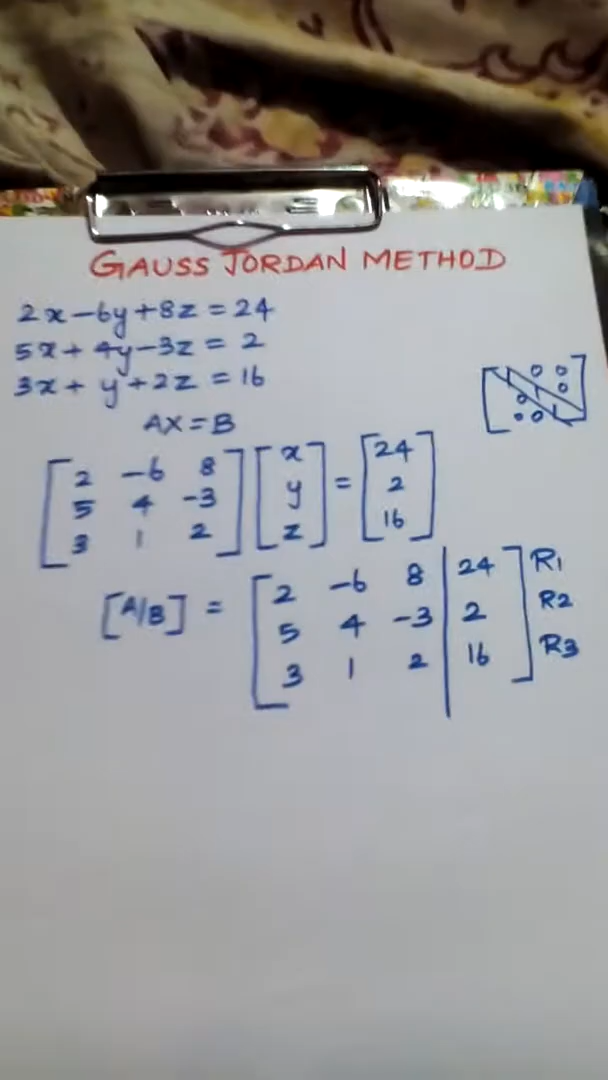 GAUSS JORDAN METHOD
2x-6y+8z=24
5x+4y-3z=2
3x+y+2z=16
AX=B
[2 -6 8] [x] = [24]
[5 4 -3] [y] [2]
[3 1 2] [z] [16]
[A/B] = [2 -6 8 | 24] R1
[5 4 -3 | 2] R2
[3 1 2 | 16] R3